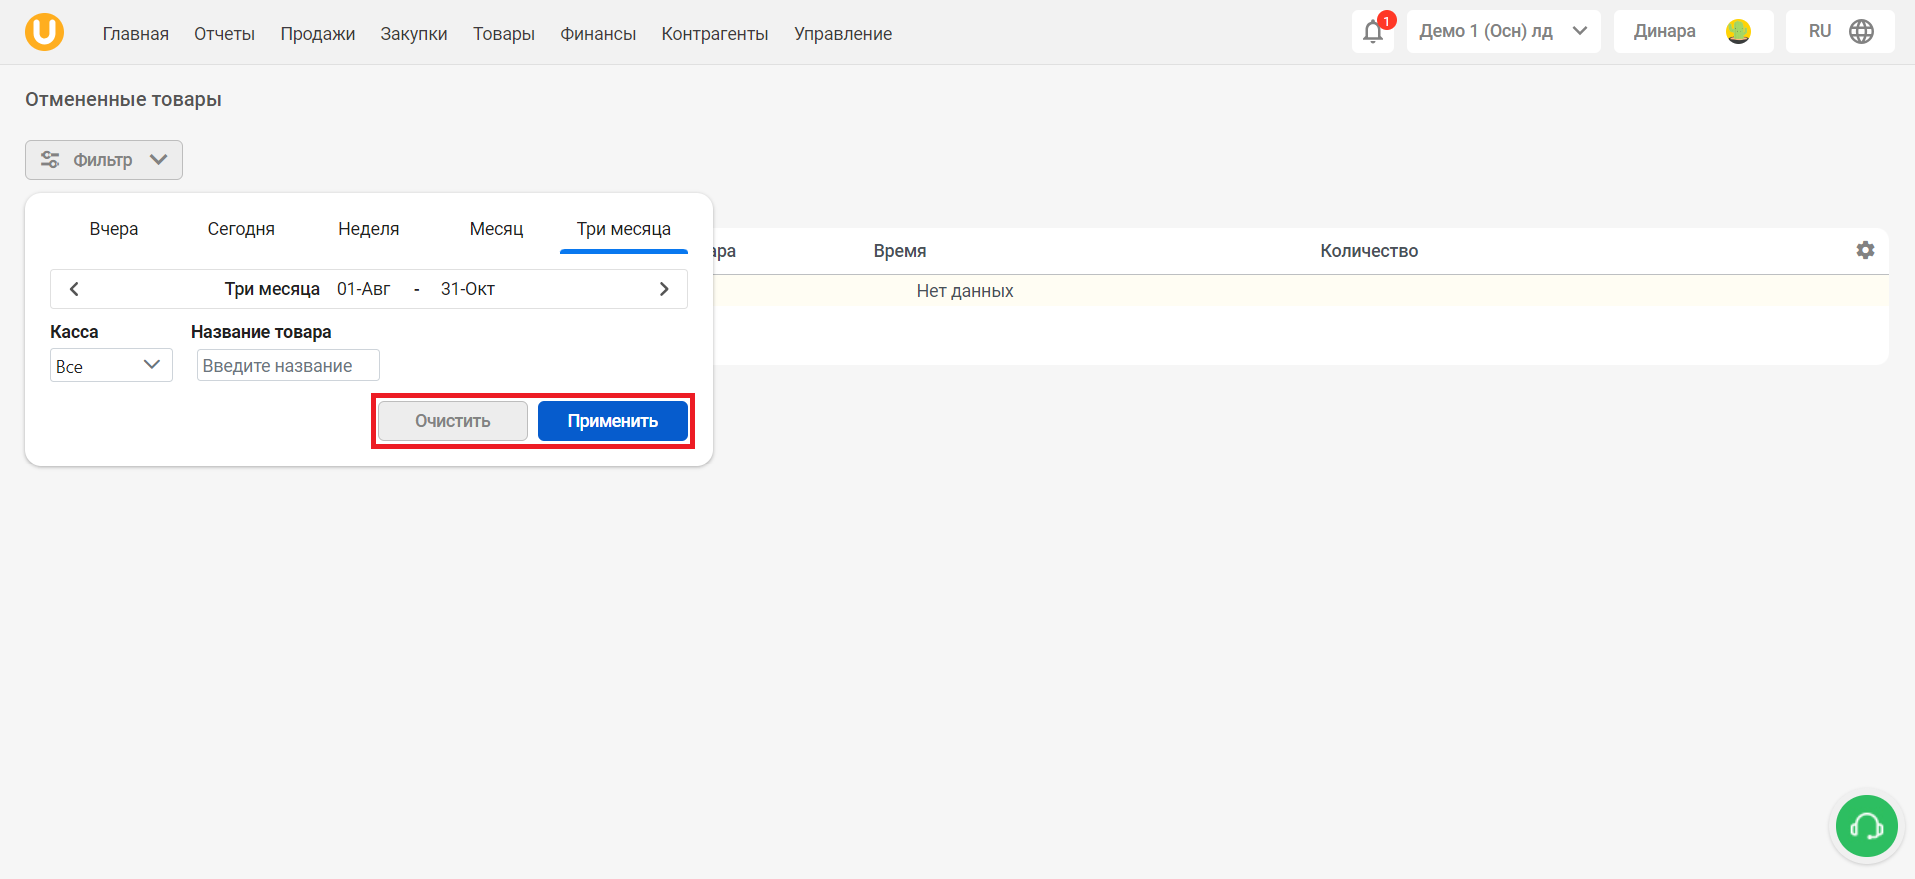 Главная Отчеты Продажи Закупки Товары Финансы Контрагенты Управление 1 Демо 1 (Осн) лд Динара RU
Отмененные товары
Фильтр
Вчера Сегодня Неделя Месяц Три месяца
ара Время Количество
Три месяца 01-Авг - 31-Окт
Нет данных
Касса Название товара
Все Введите название
Очистить Применить